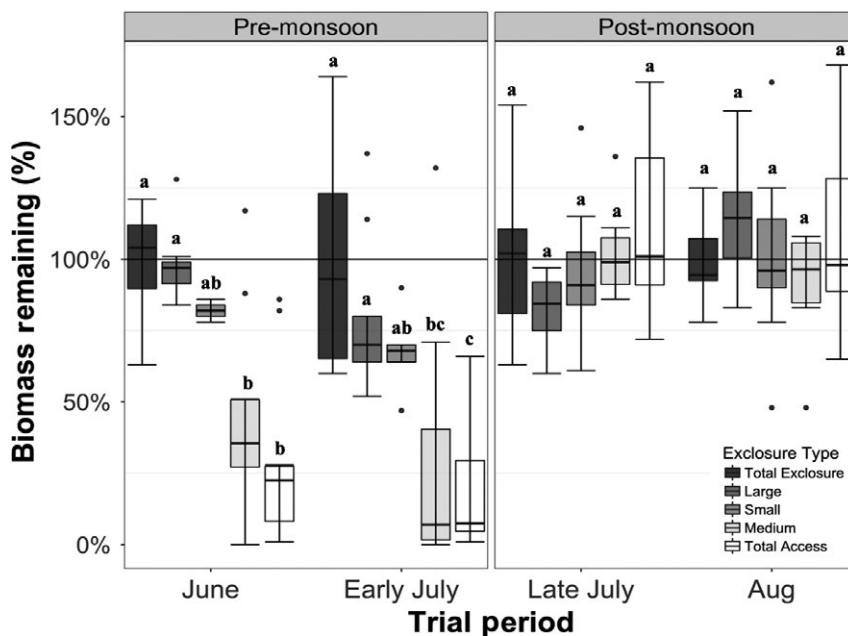 Pre-monsoon
Post-monsoon
Biomass remaining (%)
150%
100%
50%
0%
a
a
ab
b
b
a
a
ab
bc
c
a
a
a
a
a
a
a
a
a
a
Exclosure Type
Total Exclosure
Large
Small
Medium
Total Access
June
Early July
Late July
Aug
Trial period